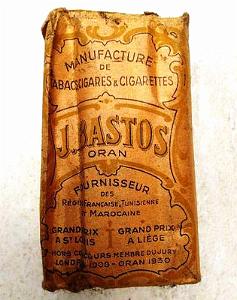 MANUFACTURE
DE
TABACS CIGARES & CIGARETTES
J. BASTOS
ORAN
FURNISSEUR
DES
RÉGIES FRANÇAISE, TUNISIENNE
ET MAROCAINE
GRAND PRIX GRAND PRIX
A ST LOUIS A LIÈGE
HORS CONCOURS MEMBRE DU JURY
LONDRES 1908 - ORAN 1930